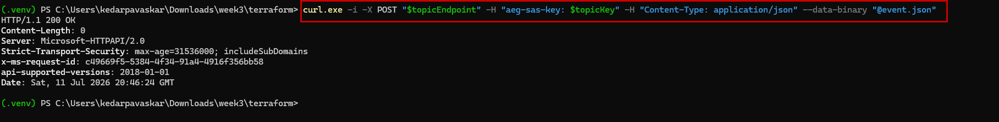 (.venv) PS C:\Users\kedarpavaskar\Downloads\week3\terraform> curl.exe -i -X POST "$topicEndpoint" -H "aeg-sas-key: $topicKey" -H "Content-Type: application/json" --data-binary "@event.json"
HTTP/1.1 200 OK
Content-Length: 0
Server: Microsoft-HTTPAPI/2.0
Strict-Transport-Security: max-age=31536000; includeSubDomains
x-ms-request-id: c49669f5-5384-4f34-91a4-4916f356bb58
api-supported-versions: 2018-01-01
Date: Sat, 11 Jul 2026 20:46:24 GMT
(.venv) PS C:\Users\kedarpavaskar\Downloads\week3\terraform>